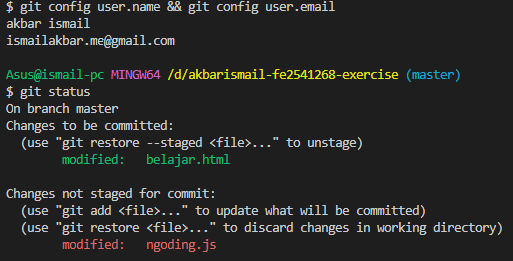 $ git config user.name && git config user.email
akbar ismail
ismailakbar.me@gmail.com

Asus@ismail-pc MINGW64 /d/akbarismail-fe2541268-exercise (master)
$ git status
On branch master
Changes to be committed:
  (use "git restore --staged <file>..." to unstage)
        modified:   belajar.html

Changes not staged for commit:
  (use "git add <file>..." to update what will be committed)
  (use "git restore <file>..." to discard changes in working directory)
        modified:   ngoding.js